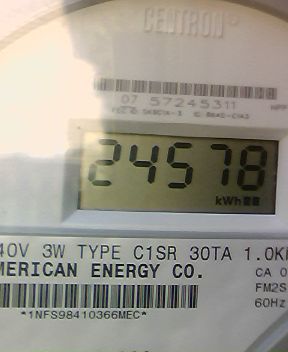 CENTRON
07 57245311
24578
kWh
40V 3W TYPE C1SR 30TA 1.0K
MERICAN ENERGY CO.
CA 0
FM2S
60Hz
*1NFS98410366MEC*